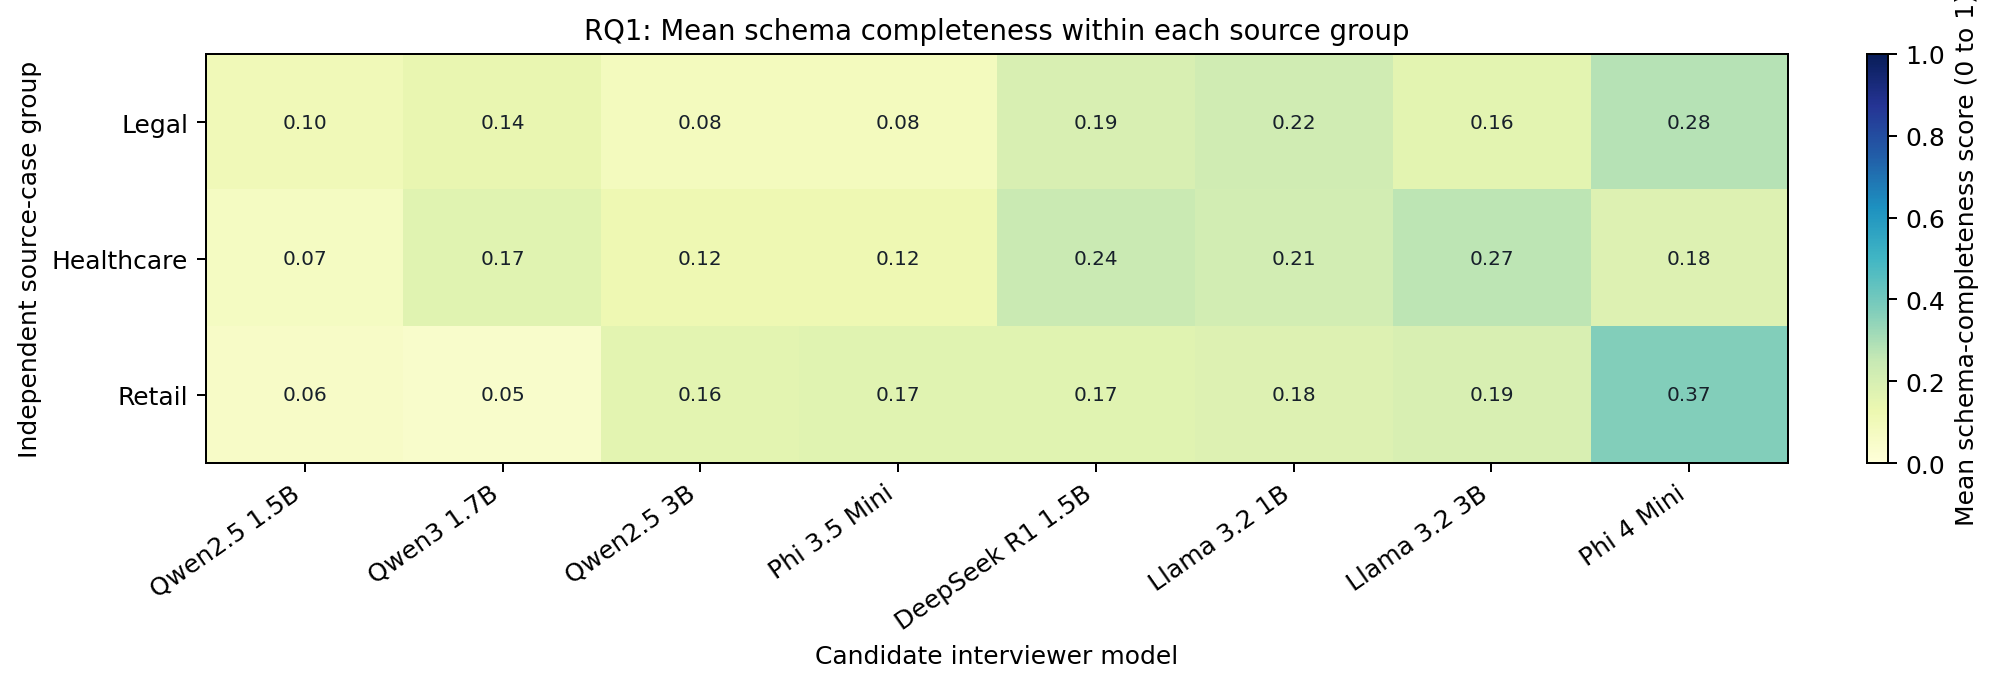 RQ1: Mean schema completeness within each source group
Independent source-case group
Legal
0.10 0.14 0.08 0.08 0.19 0.22 0.16 0.28
Healthcare
0.07 0.17 0.12 0.12 0.24 0.21 0.27 0.18
Retail
0.06 0.05 0.16 0.17 0.17 0.18 0.19 0.37
Qwen2.5 1.5B
Qwen3 1.7B
Qwen2.5 3B
Phi 3.5 Mini
DeepSeek R1 1.5B
Llama 3.2 1B
Llama 3.2 3B
Phi 4 Mini
Candidate interviewer model
1.0
0.8
0.6
0.4
0.2
0.0
Mean schema-completeness score (0 to 1)